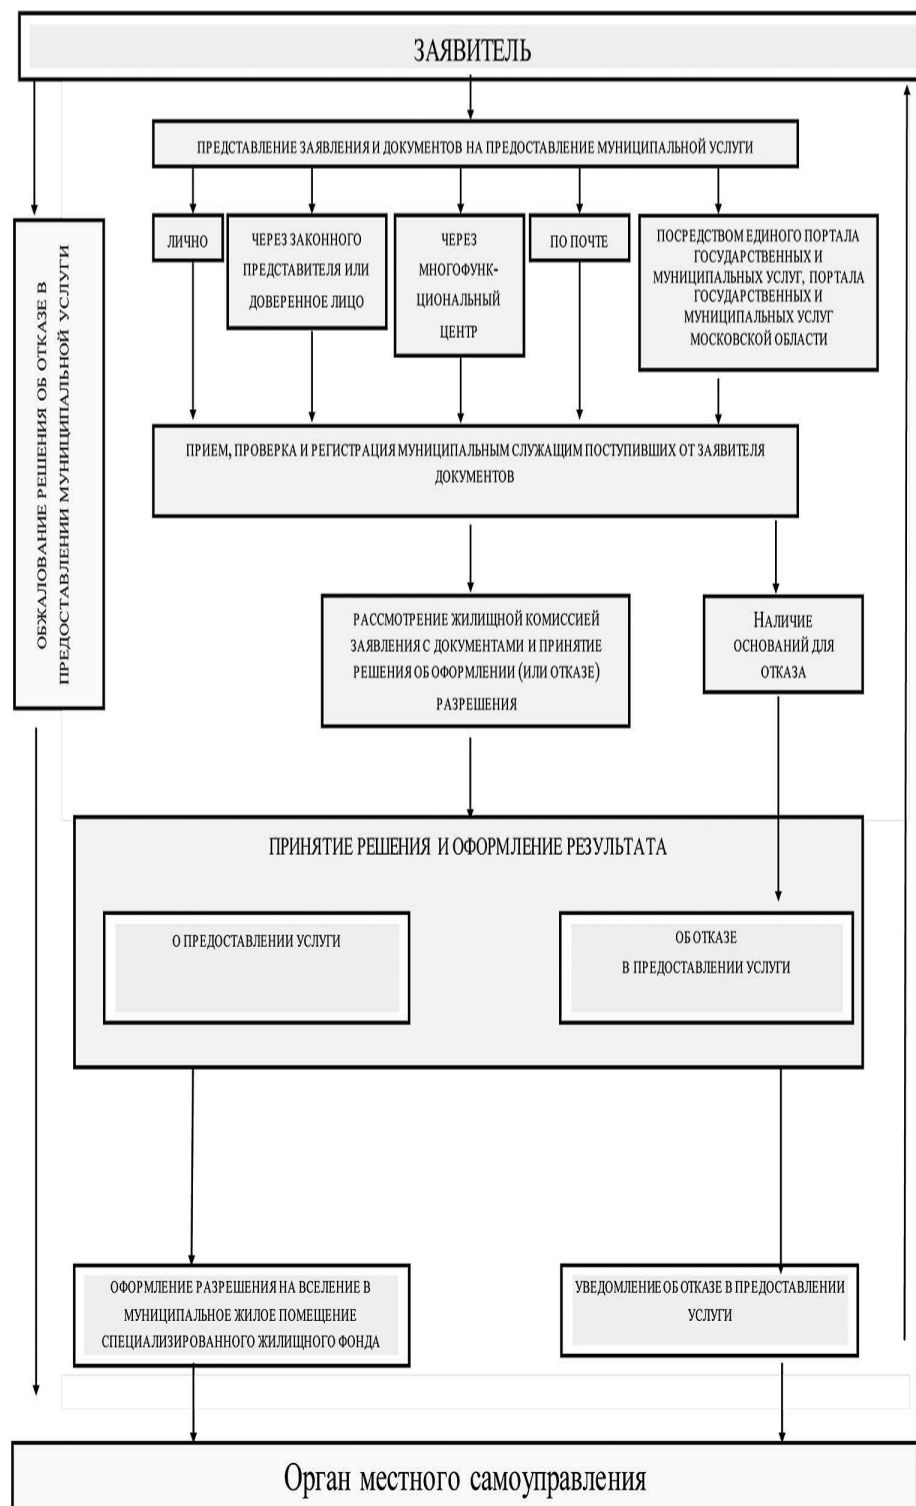 ЗАЯВИТЕЛЬ
ПРЕДСТАВЛЕНИЕ ЗАЯВЛЕНИЯ И ДОКУМЕНТОВ НА ПРЕДОСТАВЛЕНИЕ МУНИЦИПАЛЬНОЙ УСЛУГИ
ЛИЧНО
ЧЕРЕЗ ЗАКОННОГО
ПРЕДСТАВИТЕЛЯ ИЛИ
ДОВЕРЕННОЕ ЛИЦО
ЧЕРЕЗ
МНОГОФУНК-
ЦИОНАЛЬНЫЙ
ЦЕНТР
ПО ПОЧТЕ
ПОСРЕДСТВОМ ЕДИНОГО ПОРТАЛА
ГОСУДАРСТВЕННЫХ И
МУНИЦИПАЛЬНЫХ УСЛУГ, ПОРТАЛА
ГОСУДАРСТВЕННЫХ И
МУНИЦИПАЛЬНЫХ УСЛУГ
МОСКОВСКОЙ ОБЛАСТИ
ОБЖАЛОВАНИЕ РЕШЕНИЯ ОБ ОТКАЗЕ В
ПРЕДОСТАВЛЕНИИ МУНИЦИПАЛЬНОЙ УСЛУГИ
ПРИЕМ, ПРОВЕРКА И РЕГИСТРАЦИЯ МУНИЦИПАЛЬНЫМ СЛУЖАЩИМ ПОСТУПИВШИХ ОТ ЗАЯВИТЕЛЯ
ДОКУМЕНТОВ
РАССМОТРЕНИЕ ЖИЛИЩНОЙ КОМИССИЕЙ
ЗАЯВЛЕНИЯ С ДОКУМЕНТАМИ И ПРИНЯТИЕ
РЕШЕНИЯ ОБ ОФОРМЛЕНИИ (ИЛИ ОТКАЗЕ)
РАЗРЕШЕНИЯ
НАЛИЧИЕ
ОСНОВАНИЙ ДЛЯ
ОТКАЗА
ПРИНЯТИЕ РЕШЕНИЯ И ОФОРМЛЕНИЕ РЕЗУЛЬТАТА
О ПРЕДОСТАВЛЕНИИ УСЛУГИ
ОБ ОТКАЗЕ
В ПРЕДОСТАВЛЕНИИ УСЛУГИ
ОФОРМЛЕНИЕ РАЗРЕШЕНИЯ НА ВСЕЛЕНИЕ В
МУНИЦИПАЛЬНОЕ ЖИЛОЕ ПОМЕЩЕНИЕ
СПЕЦИАЛИЗИРОВАННОГО ЖИЛИЩНОГО ФОНДА
УВЕДОМЛЕНИЕ ОБ ОТКАЗЕ В ПРЕДОСТАВЛЕНИИ
УСЛУГИ
Орган местного самоуправления